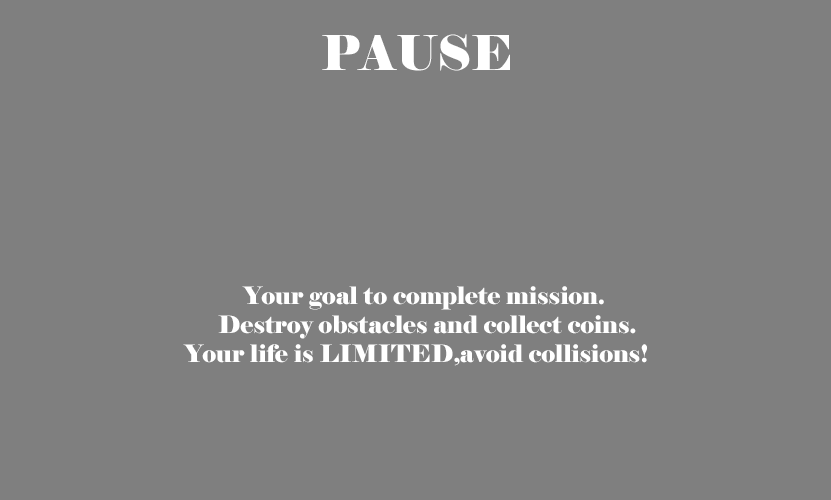 PAUSE
Your goal to complete mission.
Destroy obstacles and collect coins.
Your life is LIMITED,avoid collisions!